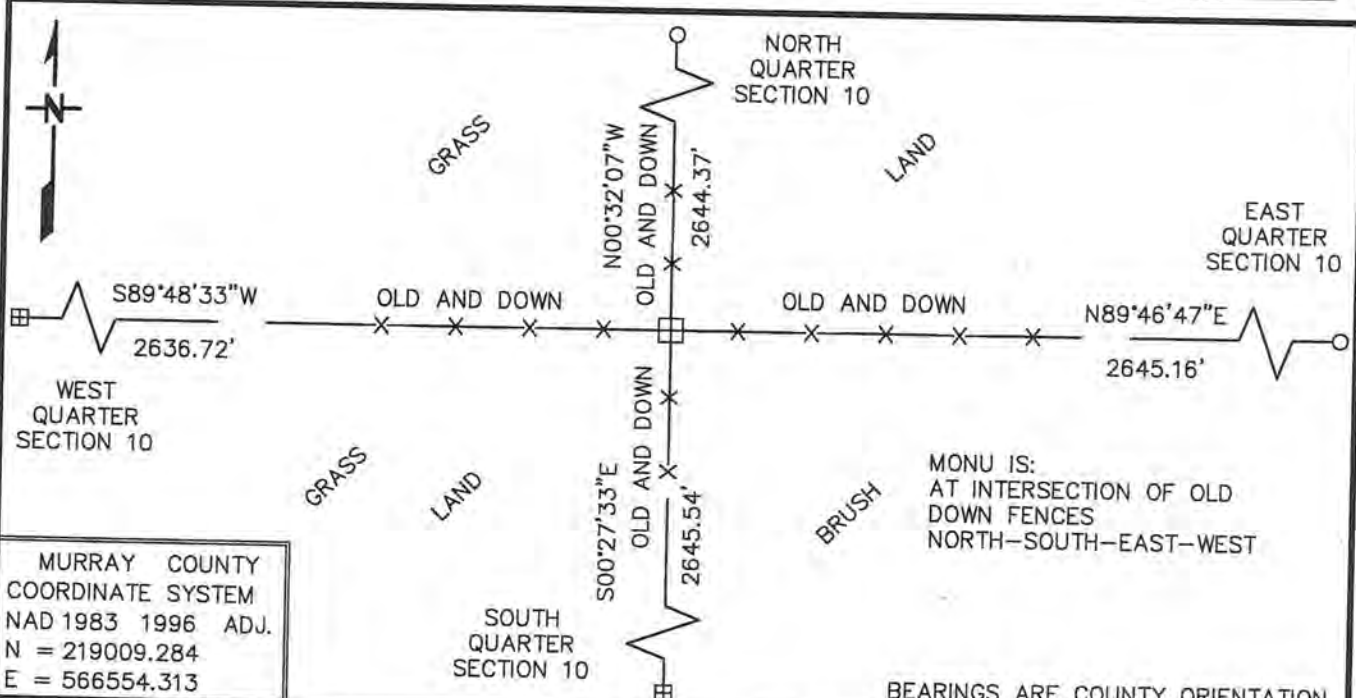 N
NORTH
QUARTER
SECTION 10
GRASS
LAND
N00°32'07"W
OLD AND DOWN
2644.37'
EAST
QUARTER
SECTION 10
S89°48'33"W
2636.72'
OLD AND DOWN
OLD AND DOWN
N89°46'47"E
2645.16'
WEST
QUARTER
SECTION 10
GRASS
LAND
S00°27'33"E
OLD AND DOWN
2645.54'
BRUSH
MONU IS:
AT INTERSECTION OF OLD
DOWN FENCES
NORTH-SOUTH-EAST-WEST
MURRAY COUNTY
COORDINATE SYSTEM
NAD 1983 1996 ADJ.
N = 219009.284
E = 566554.313
SOUTH
QUARTER
SECTION 10
BEARINGS ARE COUNTY ORIENTATION